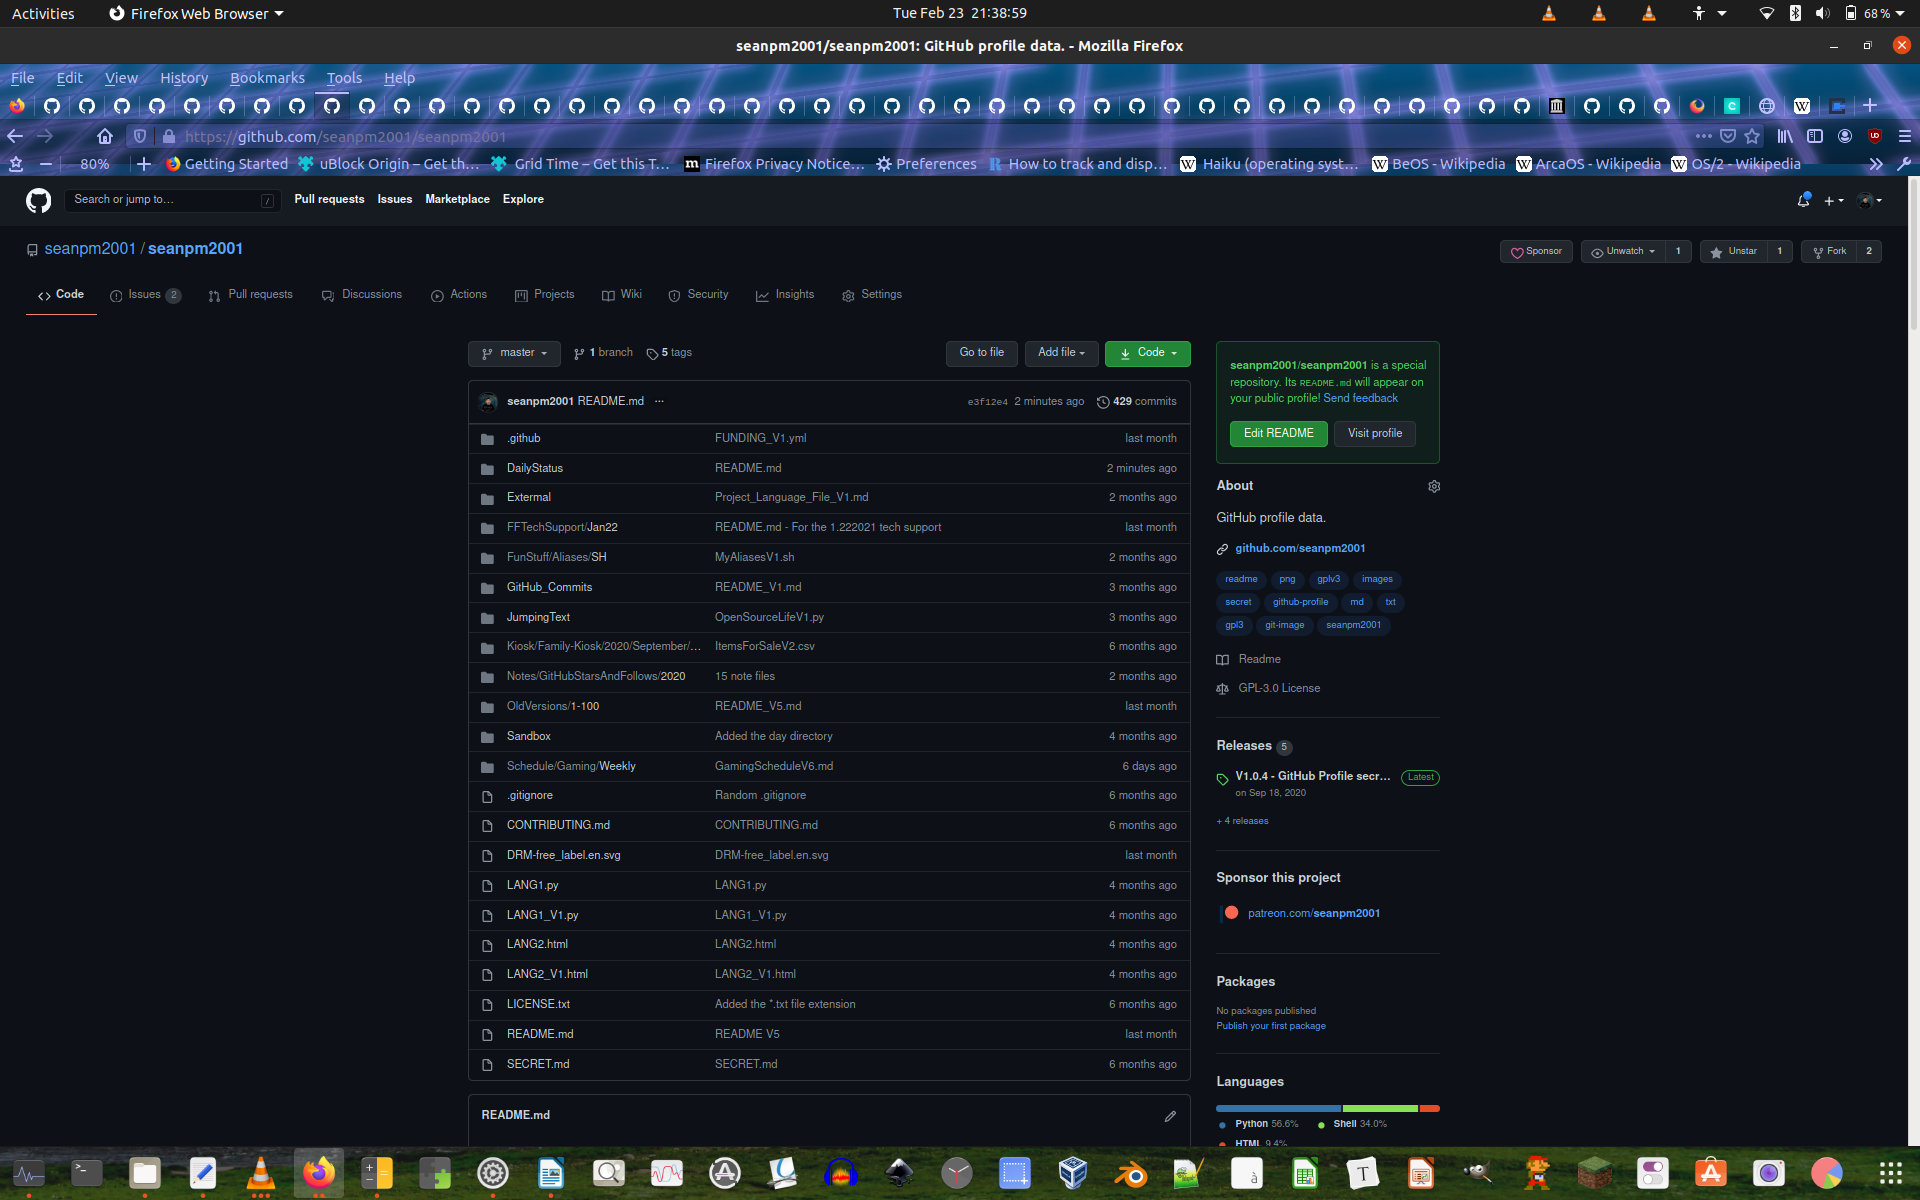 Activities Firefox Web Browser Tue Feb 23 21:38:59 68 %
seanpm2001/seanpm2001: GitHub profile data. - Mozilla Firefox
File Edit View History Bookmarks Tools Help
https://github.com/seanpm2001/seanpm2001
80% Getting Started uBlock Origin – Get th… Grid Time – Get this T… Firefox Privacy Notice… Preferences How to track and disp… Haiku (operating syst… BeOS - Wikipedia ArcaOS - Wikipedia OS/2 - Wikipedia
Search or jump to… / Pull requests Issues Marketplace Explore
seanpm2001 / seanpm2001
Sponsor Unwatch 1 Unstar 1 Fork 2
Code Issues 2 Pull requests Discussions Actions Projects Wiki Security Insights Settings
master 1 branch 5 tags Go to file Add file Code
seanpm2001 README.md ··· e3f12e4 2 minutes ago 429 commits
.github FUNDING_V1.yml last month
DailyStatus README.md 2 minutes ago
Extermal Project_Language_File_V1.md 2 months ago
FFTechSupport/Jan22 README.md - For the 1.222021 tech support last month
FunStuff/Aliases/SH MyAliasesV1.sh 2 months ago
GitHub_Commits README_V1.md 3 months ago
JumpingText OpenSourceLifeV1.py 3 months ago
Kiosk/Family-Kiosk/2020/September/… ItemsForSaleV2.csv 6 months ago
Notes/GitHubStarsAndFollows/2020 15 note files 2 months ago
OldVersions/1-100 README_V5.md last month
Sandbox Added the day directory 4 months ago
Schedule/Gaming/Weekly GamingScheduleV6.md 6 days ago
.gitignore Random .gitignore 6 months ago
CONTRIBUTING.md CONTRIBUTING.md 6 months ago
DRM-free_label.en.svg DRM-free_label.en.svg last month
LANG1.py LANG1.py 4 months ago
LANG1_V1.py LANG1_V1.py 4 months ago
LANG2.html LANG2.html 4 months ago
LANG2_V1.html LANG2_V1.html 4 months ago
LICENSE.txt Added the *.txt file extension 6 months ago
README.md README V5 last month
SECRET.md SECRET.md 6 months ago
README.md
seanpm2001/seanpm2001 is a special
repository. Its README.md will appear on
your public profile! Send feedback
Edit README Visit profile
About
GitHub profile data.
github.com/seanpm2001
readme png gplv3 images
secret github-profile md txt
gpl3 git-image seanpm2001
Readme
GPL-3.0 License
Releases 5
V1.0.4 - GitHub Profile secr… Latest
on Sep 18, 2020
+ 4 releases
Sponsor this project
patreon.com/seanpm2001
Packages
No packages published
Publish your first package
Languages
Python 56.6% Shell 34.0%
HTML 9.4%